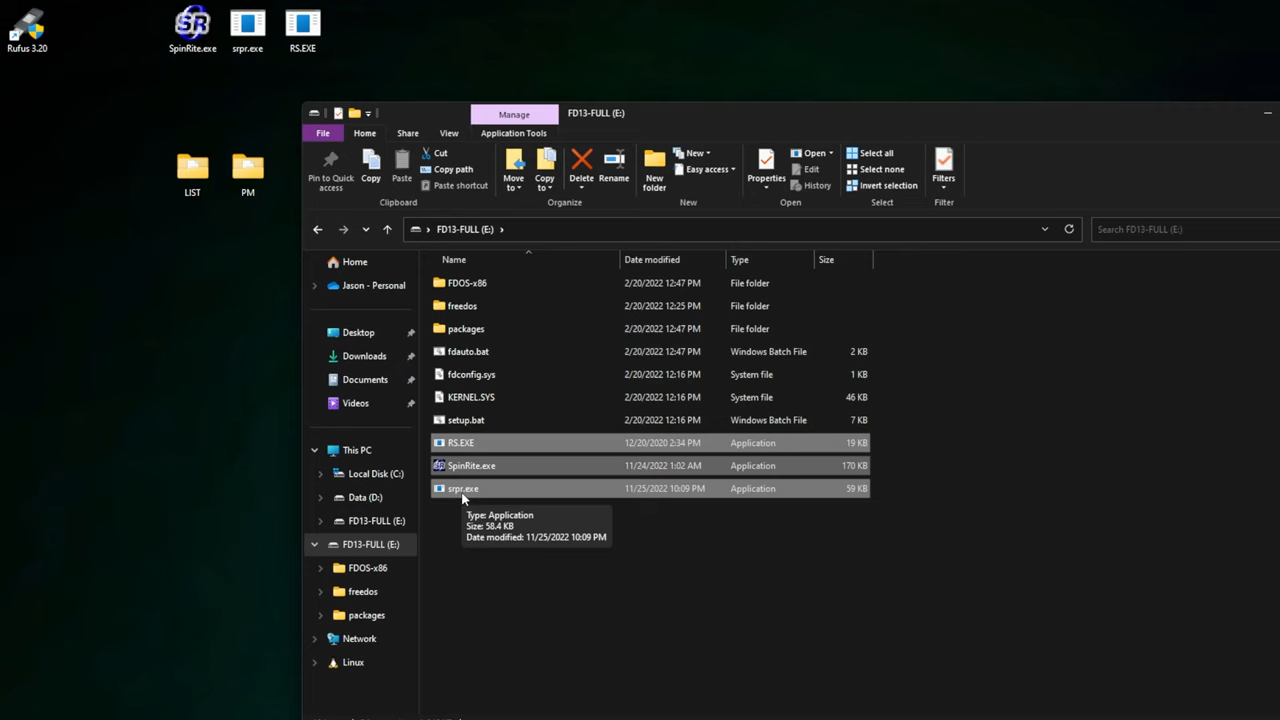 Rufus 3.20
SpinRite.exe
srpr.exe
RS.EXE
LIST
PM
Manage
FD13-FULL (E:)
File
Home
Share
View
Application Tools
Pin to Quick access
Copy
Paste
Cut
Copy path
Paste shortcut
Clipboard
Move to
Copy to
Delete
Rename
Organize
New folder
New
Easy access
New
Properties
Open
Edit
History
Open
Select all
Select none
Invert selection
Select
Filters
Filter
FD13-FULL (E:)
Search FD13-FULL (E:)
Name Date modified Type Size
FDOS-x86 2/20/2022 12:47 PM File folder
freedos 2/20/2022 12:25 PM File folder
packages 2/20/2022 12:47 PM File folder
fdauto.bat 2/20/2022 12:47 PM Windows Batch File 2 KB
fdconfig.sys 2/20/2022 12:16 PM System file 1 KB
KERNEL.SYS 2/20/2022 12:16 PM System file 46 KB
setup.bat 2/20/2022 12:16 PM Windows Batch File 7 KB
RS.EXE 12/20/2020 2:34 PM Application 19 KB
SpinRite.exe 11/24/2022 1:02 AM Application 170 KB
srpr.exe 11/25/2022 10:09 PM Application 59 KB
Type: Application
Size: 58.4 KB
Date modified: 11/25/2022 10:09 PM
Home
Jason - Personal
Desktop
Downloads
Documents
Videos
This PC
Local Disk (C:)
Data (D:)
FD13-FULL (E:)
FD13-FULL (E:)
FDOS-x86
freedos
packages
Network
Linux